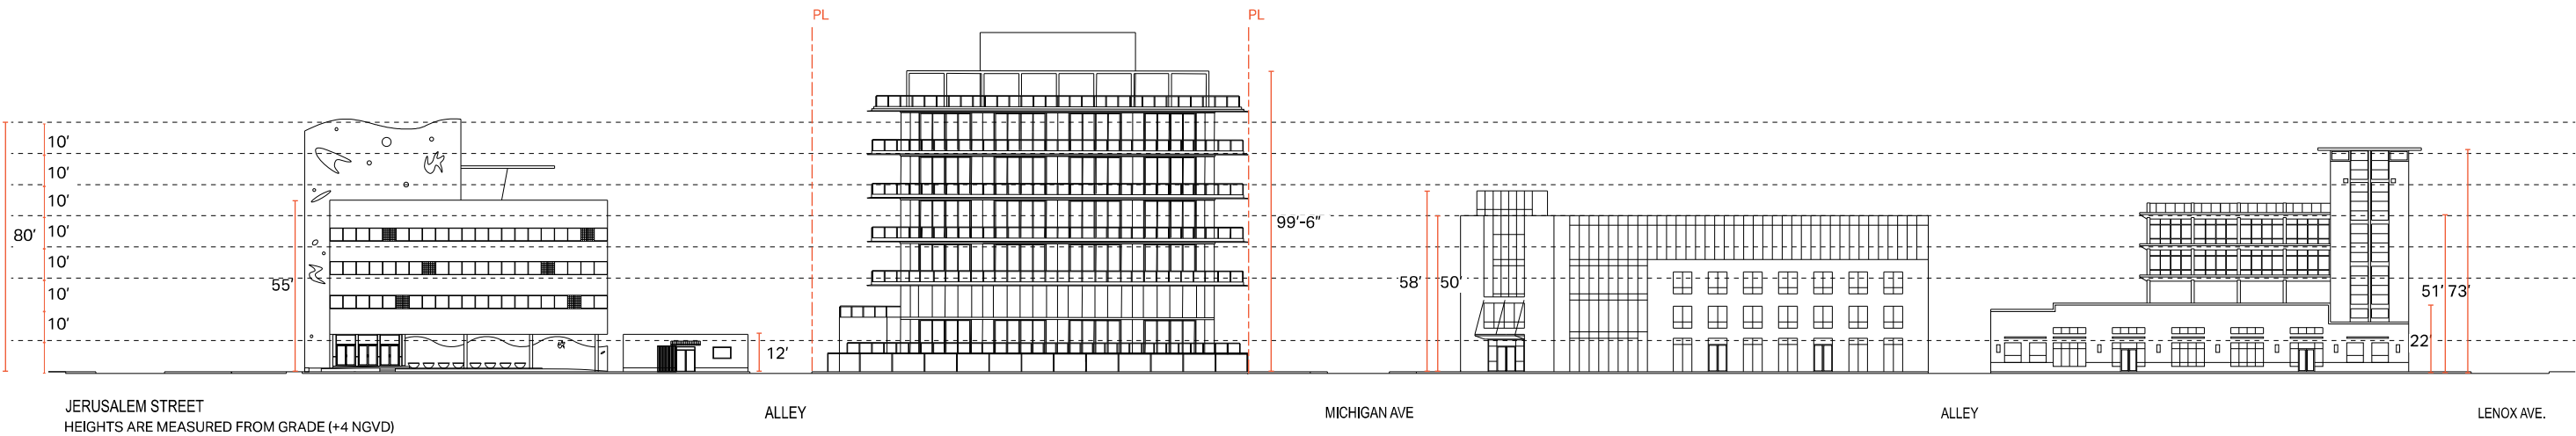 PL
PL
10'
10'
10'
10'
10'
10'
10'
80'
55'
12'
99'-6"
58'
50'
51'
73'
22'
JERUSALEM STREET
HEIGHTS ARE MEASURED FROM GRADE (+4 NGVD)
ALLEY
MICHIGAN AVE
ALLEY
LENOX AVE.